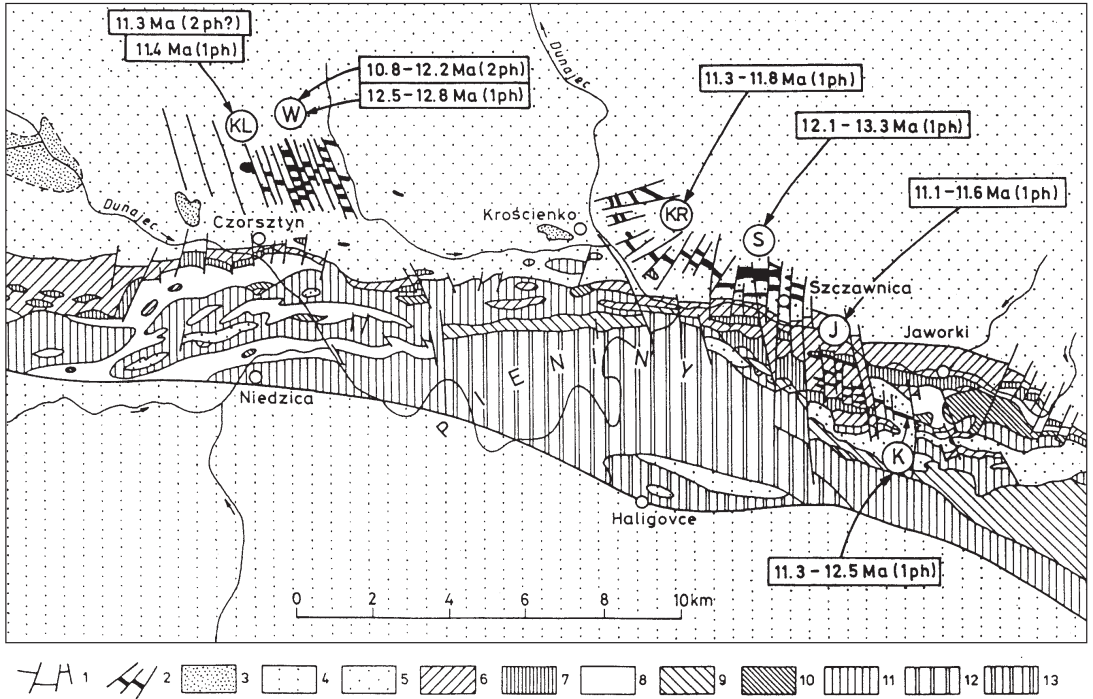 11.3 Ma (2 ph?)
11.4 Ma (1ph)
10.8–12.2 Ma (2ph)
12.5–12.8 Ma (1ph)
11.3–11.8 Ma (1ph)
12.1–13.3 Ma (1ph)
11.1–11.6 Ma (1ph)
Dunajec
KL
W
KR
S
Dunajec
Czorsztyn
Krościenko
Szczawnica
J
Jaworki
Niedzica
P I E N I N Y
A
K
Haligovce
11.3–12.5 Ma (1ph)
0 2 4 6 8 10 km
1 2 3 4 5 6 7 8 9 10 11 12 13